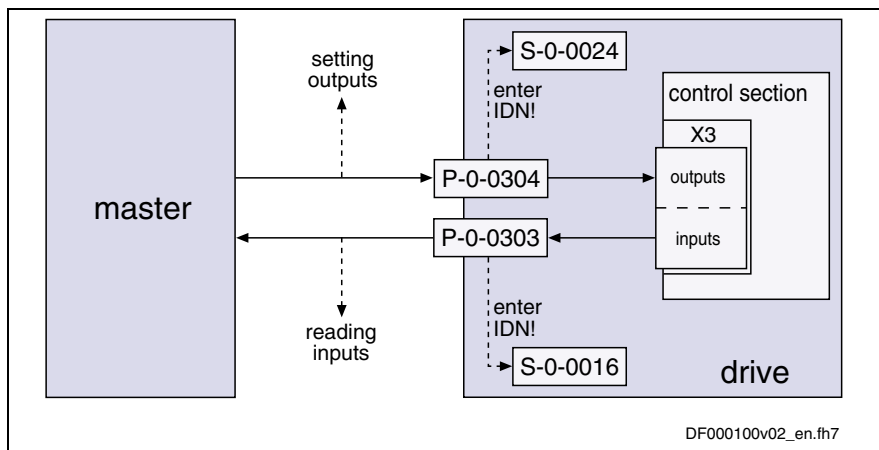 master
setting
outputs
reading
inputs
S-0-0024
enter
IDN!
P-0-0304
P-0-0303
enter
IDN!
S-0-0016
control section
X3
outputs
inputs
drive
DF000100v02_en.fh7